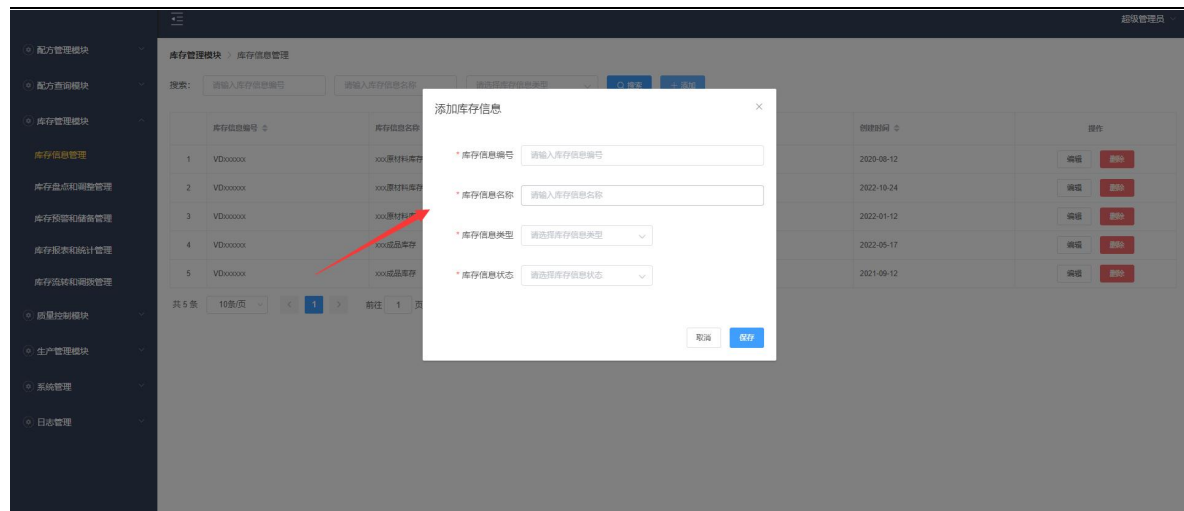 超级管理员
配方管理模块
配方查询模块
库存管理模块
库存信息管理
库存盘点和调整管理
库存预警和储备管理
库存报表和统计管理
库存流转和调拨管理
质量控制模块
生产管理模块
系统管理
日志管理
库存管理模块 > 库存信息管理
搜索: 请输入库存信息编号 请输入库存信息名称 请选择库存信息类型 搜索 + 添加
库存信息编号 库存信息名称 创建时间 操作
1 VDxxxxxx xxx原材料库存 2020-08-12 编辑 删除
2 VDxxxxxx xxx原材料库存 2022-10-24 编辑 删除
3 VDxxxxxx xxx原材料库 2022-01-12 编辑 删除
4 VDxxxxxx xxx成品库存 2022-05-17 编辑 删除
5 VDxxxxxx xxx成品库存 2021-09-12 编辑 删除
共 5 条 10条/页 < 1 > 前往 1 页
添加库存信息 ×
* 库存信息编号 请输入库存信息编号
* 库存信息名称 请输入库存信息名称
* 库存信息类型 请选择库存信息类型
* 库存信息状态 请选择库存信息状态
取消 保存